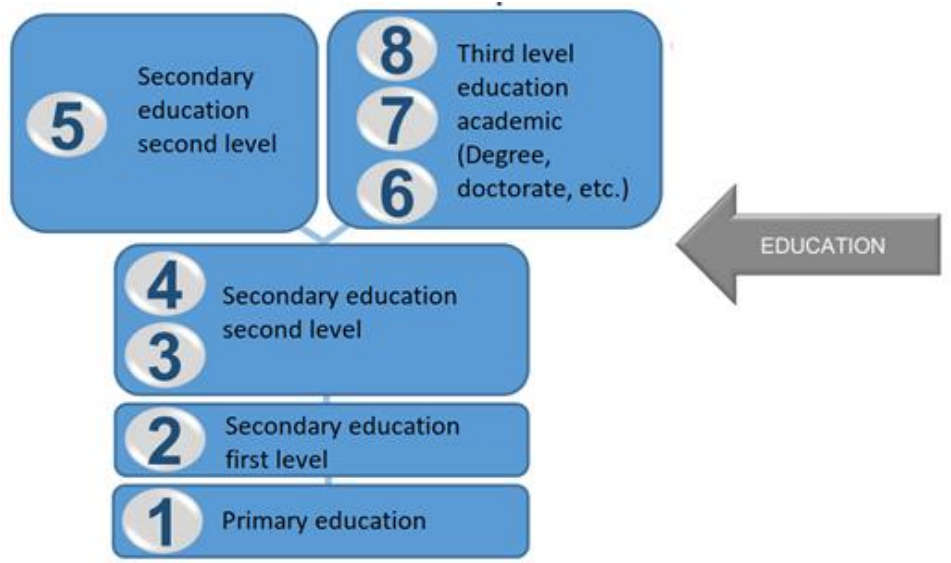 5
Secondary
education
second level
8
7
6
Third level
education
academic
(Degree,
doctorate, etc.)
EDUCATION
4
3
Secondary education
second level
2
Secondary education
first level
1
Primary education